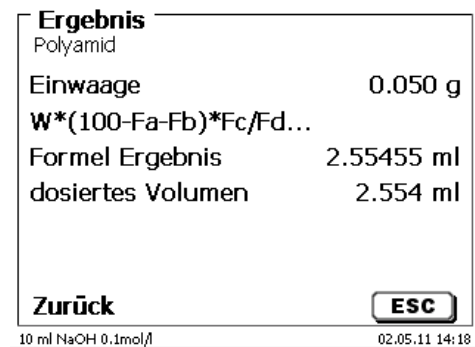 Ergebnis
Polyamid
Einwaage 0.050 g
W*(100-Fa-Fb)*Fc/Fd...
Formel Ergebnis 2.55455 ml
dosiertes Volumen 2.554 ml
Zurück ESC
10 ml NaOH 0.1mol/l 02.05.11 14:18